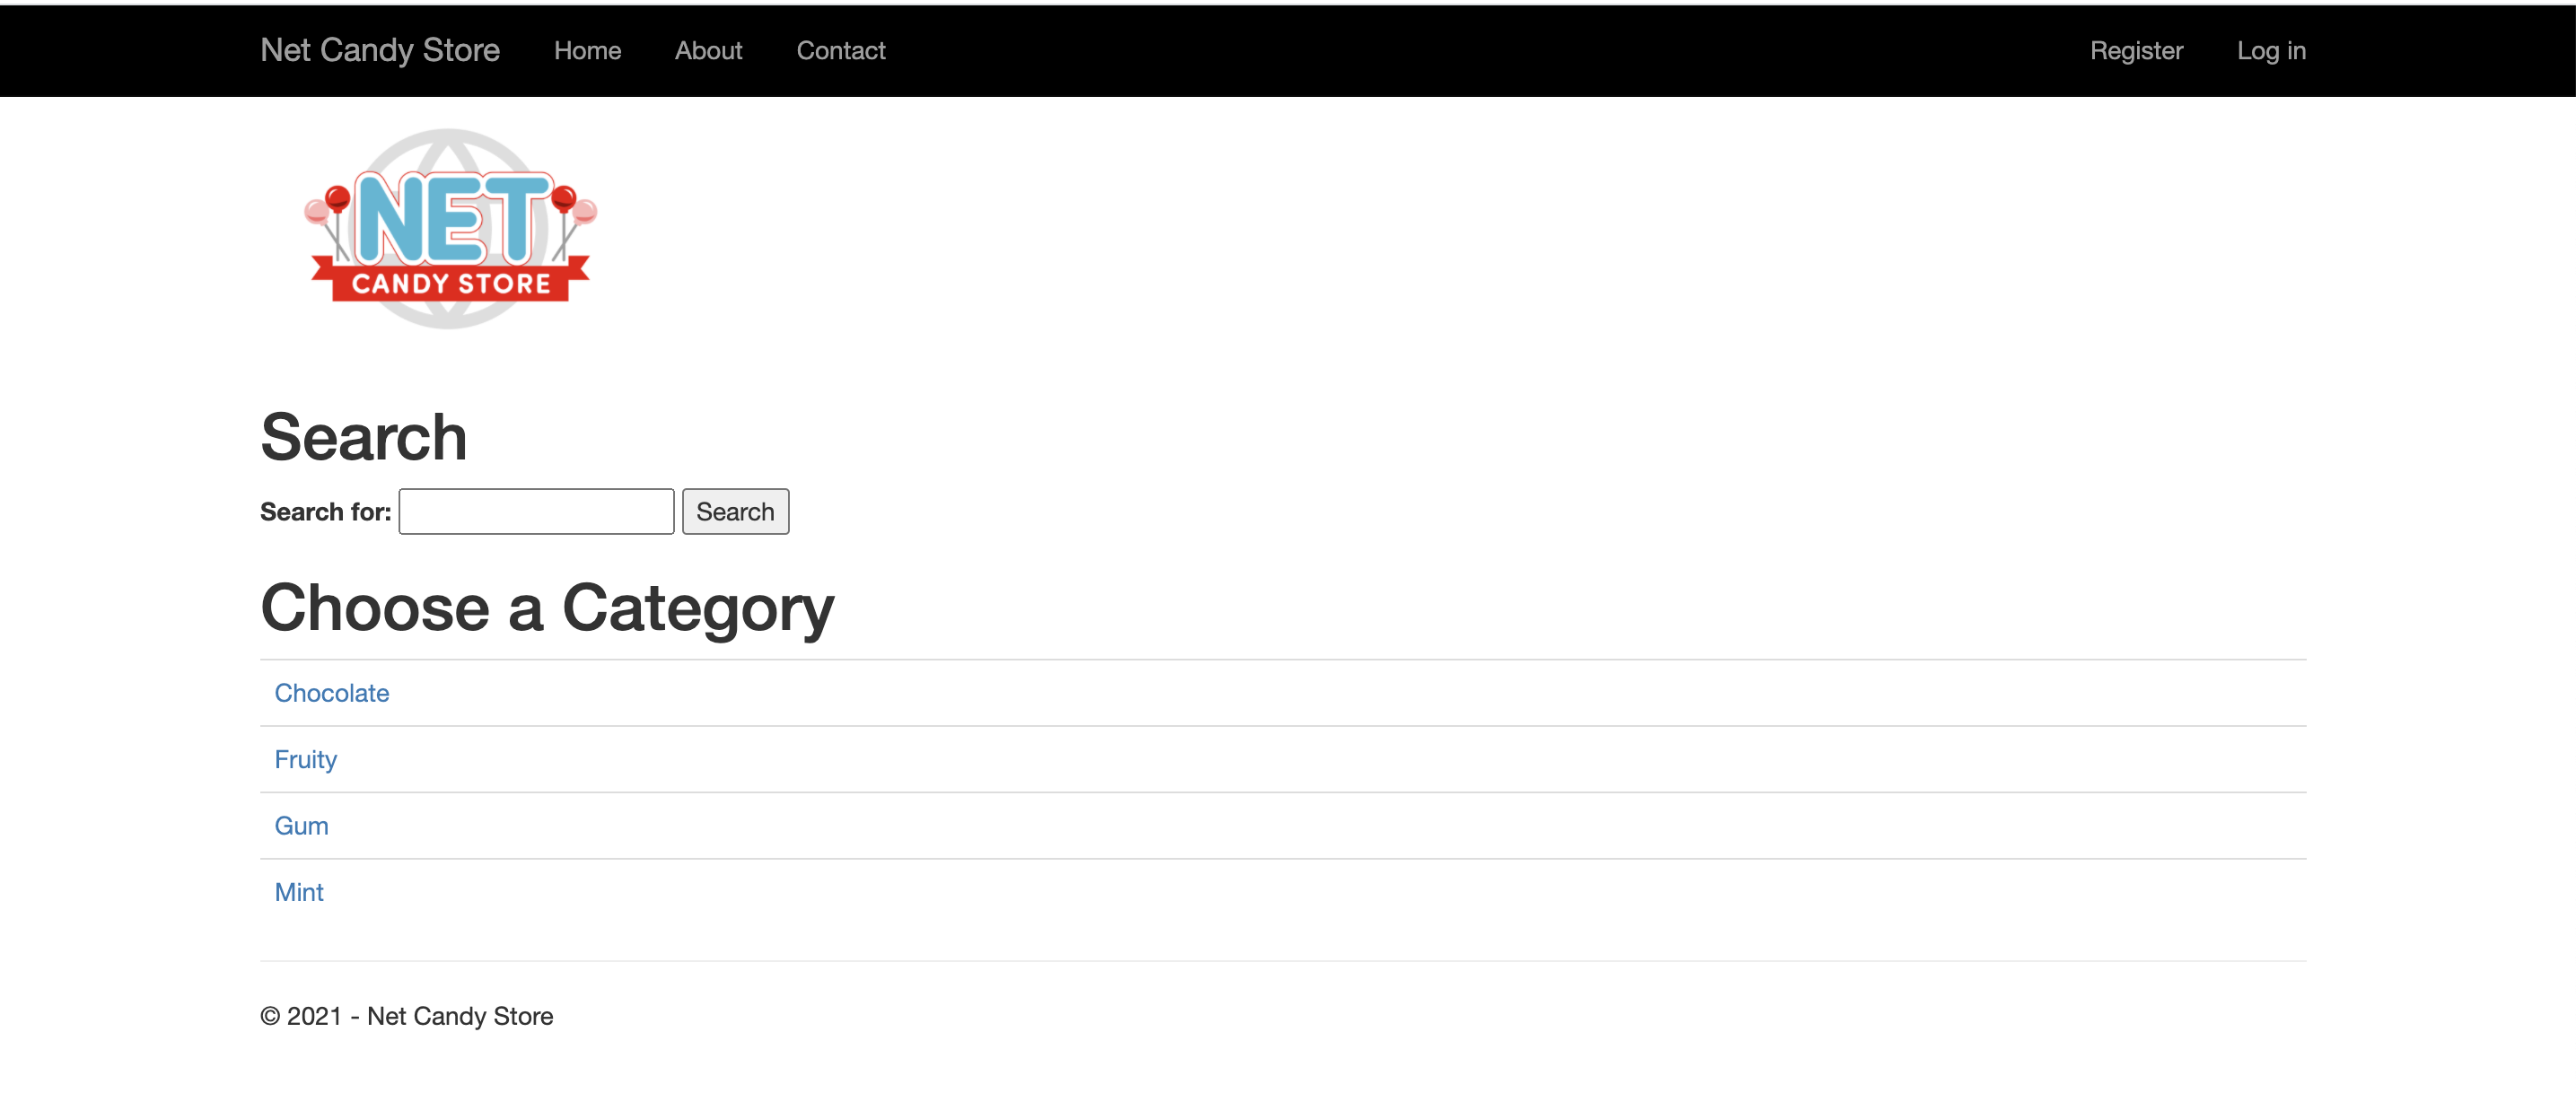 Net Candy Store Home About Contact Register Log in
NET
CANDY STORE
Search
Search for: Search
Choose a Category
Chocolate
Fruity
Gum
Mint
© 2021 - Net Candy Store